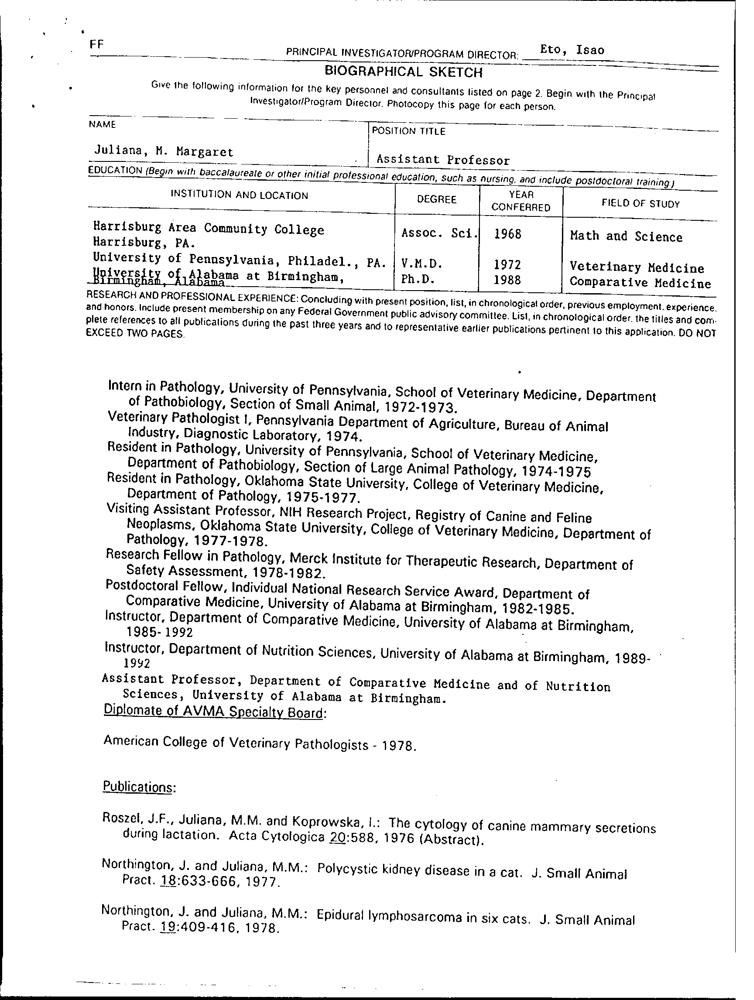 FF
PRINCIPAL INVESTIGATOR/PROGRAM DIRECTOR: Eto, Isao
BIOGRAPHICAL SKETCH
Give the following information for the key personnel and consultants listed on page 2. Begin with the Principal
Investigator/Program Director. Photocopy this page for each person.
NAME
POSITION TITLE
Juliana, M. Margaret
Assistant Professor
EDUCATION (Begin with baccalaureate or other initial professional education, such as nursing, and include postdoctoral training)
INSTITUTION AND LOCATION
DEGREE
YEAR
CONFERRED
FIELD OF STUDY
Harrisburg Area Community College
Harrisburg, PA.
Assoc. Sci.
1968
Math and Science
University of Pennsylvania, Philadel., PA.
V.M.D.
1972
Veterinary Medicine
University of Alabama at Birmingham,
Birmingham, Alabama
Ph.D.
1988
Comparative Medicine
RESEARCH AND PROFESSIONAL EXPERIENCE: Concluding with present position, list, in chronological order, previous employment, experience,
and honors. Include present membership on any Federal Government public advisory committee. List, in chronological order, the titles and com-
plete references to all publications during the past three years and to representative earlier publications pertinent to this application. DO NOT
EXCEED TWO PAGES.
Intern in Pathology, University of Pennsylvania, School of Veterinary Medicine, Department
of Pathobiology, Section of Small Animal, 1972-1973.
Veterinary Pathologist I, Pennsylvania Department of Agriculture, Bureau of Animal
Industry, Diagnostic Laboratory, 1974.
Resident in Pathology, University of Pennsylvania, School of Veterinary Medicine,
Department of Pathobiology, Section of Large Animal Pathology, 1974-1975
Resident in Pathology, Oklahoma State University, College of Veterinary Medicine,
Department of Pathology, 1975-1977.
Visiting Assistant Professor, NIH Research Project, Registry of Canine and Feline
Neoplasms, Oklahoma State University, College of Veterinary Medicine, Department of
Pathology, 1977-1978.
Research Fellow in Pathology, Merck Institute for Therapeutic Research, Department of
Safety Assessment, 1978-1982.
Postdoctoral Fellow, Individual National Research Service Award, Department of
Comparative Medicine, University of Alabama at Birmingham, 1982-1985.
Instructor, Department of Comparative Medicine, University of Alabama at Birmingham,
1985-1992
Instructor, Department of Nutrition Sciences, University of Alabama at Birmingham, 1989-
1992
Assistant Professor, Department of Comparative Medicine and of Nutrition
Sciences, University of Alabama at Birmingham.
Diplomate of AVMA Specialty Board:
American College of Veterinary Pathologists - 1978.
Publications:
Roszel, J.F., Juliana, M.M. and Koprowska, I.: The cytology of canine mammary secretions
during lactation. Acta Cytologica 20:588, 1976 (Abstract).
Northington, J. and Juliana, M.M.: Polycystic kidney disease in a cat. J. Small Animal
Pract. 18:633-666, 1977.
Northington, J. and Juliana, M.M.: Epidural lymphosarcoma in six cats. J. Small Animal
Pract. 19:409-416, 1978.